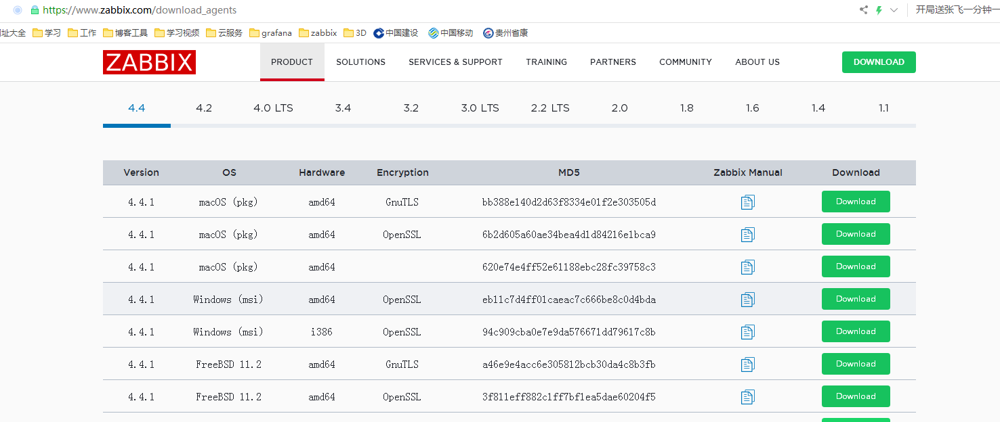 https://www.zabbix.com/download_agents 开局送张飞一分钟一
址大全 学习 工作 博客工具 学习视频 云服务 grafana zabbix 3D 中国建设 中国移动 贵州省康
ZABBIX PRODUCT SOLUTIONS SERVICES & SUPPORT TRAINING PARTNERS COMMUNITY ABOUT US DOWNLOAD
4.4 4.2 4.0 LTS 3.4 3.2 3.0 LTS 2.2 LTS 2.0 1.8 1.6 1.4 1.1
Version OS Hardware Encryption MD5 Zabbix Manual Download
4.4.1 macOS (pkg) amd64 GnuTLS bb388e140d2d63f8334e01f2e303505d Download
4.4.1 macOS (pkg) amd64 OpenSSL 6b2d605a60ae34bea4d1d84216e1bca9 Download
4.4.1 macOS (pkg) amd64 620e74e4ff52e61188ebc28fc39758c3 Download
4.4.1 Windows (msi) amd64 OpenSSL eb11c7d4ff01caeac7c666be8c0d4bda Download
4.4.1 Windows (msi) i386 OpenSSL 94c909cba0e7e9da576671dd79617c8b Download
4.4.1 FreeBSD 11.2 amd64 GnuTLS a46e9e4acc6e305812bcb30da4c8b3fb Download
4.4.1 FreeBSD 11.2 amd64 OpenSSL 3f811eff882c1ff7bf1ea5dae60204f5 Download